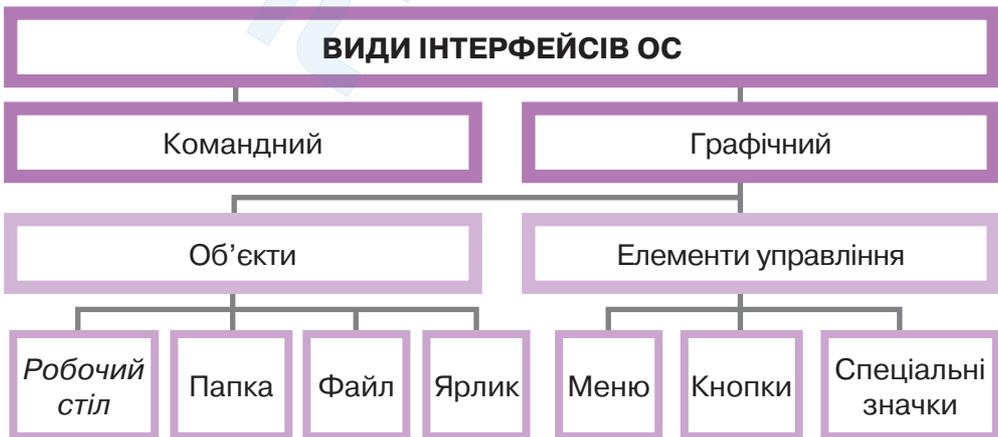 ВИДИ ІНТЕРФЕЙСІВ ОС
Командний
Графічний
Об’єкти
Елементи управління
Робочий
стіл
Папка
Файл
Ярлик
Меню
Кнопки
Спеціальні
значки